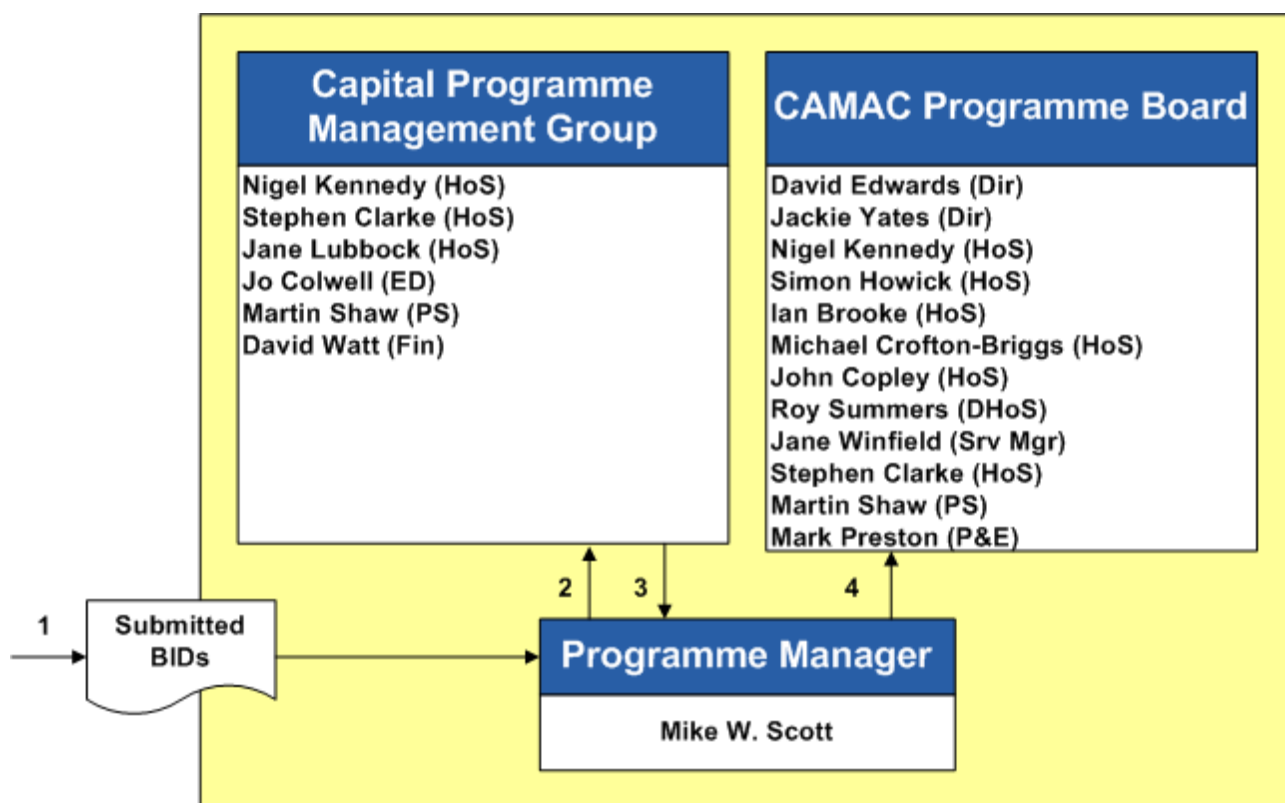 Capital Programme
Management Group
Nigel Kennedy (HoS)
Stephen Clarke (HoS)
Jane Lubbock (HoS)
Jo Colwell (ED)
Martin Shaw (PS)
David Watt (Fin)
CAMAC Programme Board
David Edwards (Dir)
Jackie Yates (Dir)
Nigel Kennedy (HoS)
Simon Howick (HoS)
Ian Brooke (HoS)
Michael Crofton-Briggs (HoS)
John Copley (HoS)
Roy Summers (DHoS)
Jane Winfield (Srv Mgr)
Stephen Clarke (HoS)
Martin Shaw (PS)
Mark Preston (P&E)
2
3
4
1
Submitted
BIDs
Programme Manager
Mike W. Scott